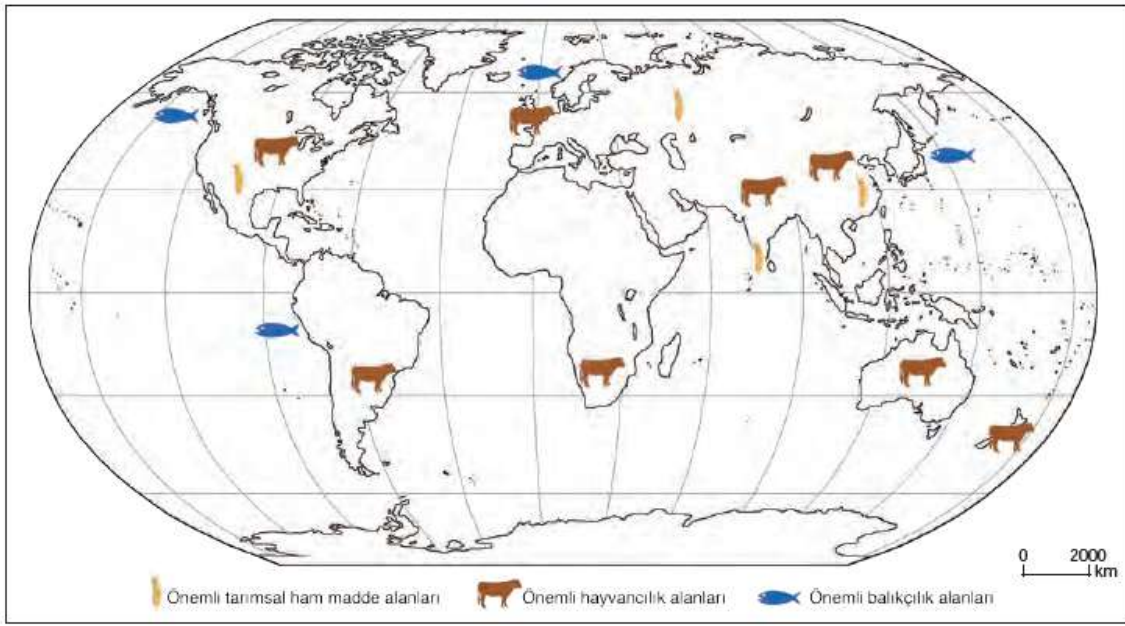 0 2000
km
Önemli tarımsal ham madde alanları Önemli hayvancılık alanları Önemli balıkçılık alanları